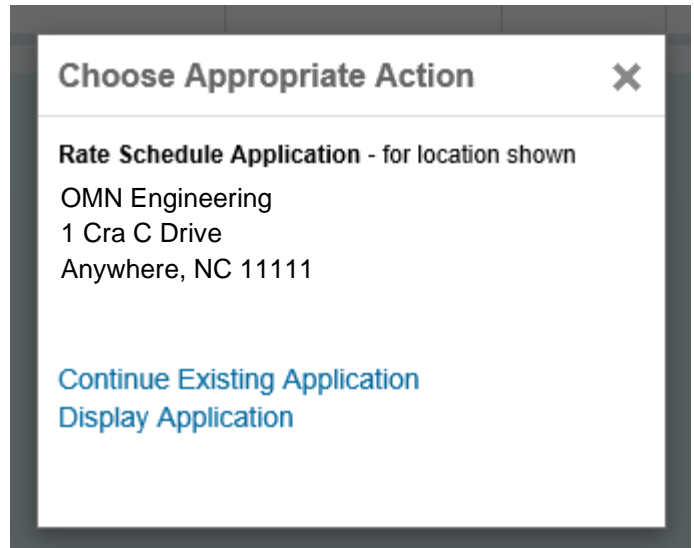 Choose Appropriate Action
Rate Schedule Application - for location shown
OMN Engineering
1 Cra C Drive
Anywhere, NC 11111
Continue Existing Application
Display Application